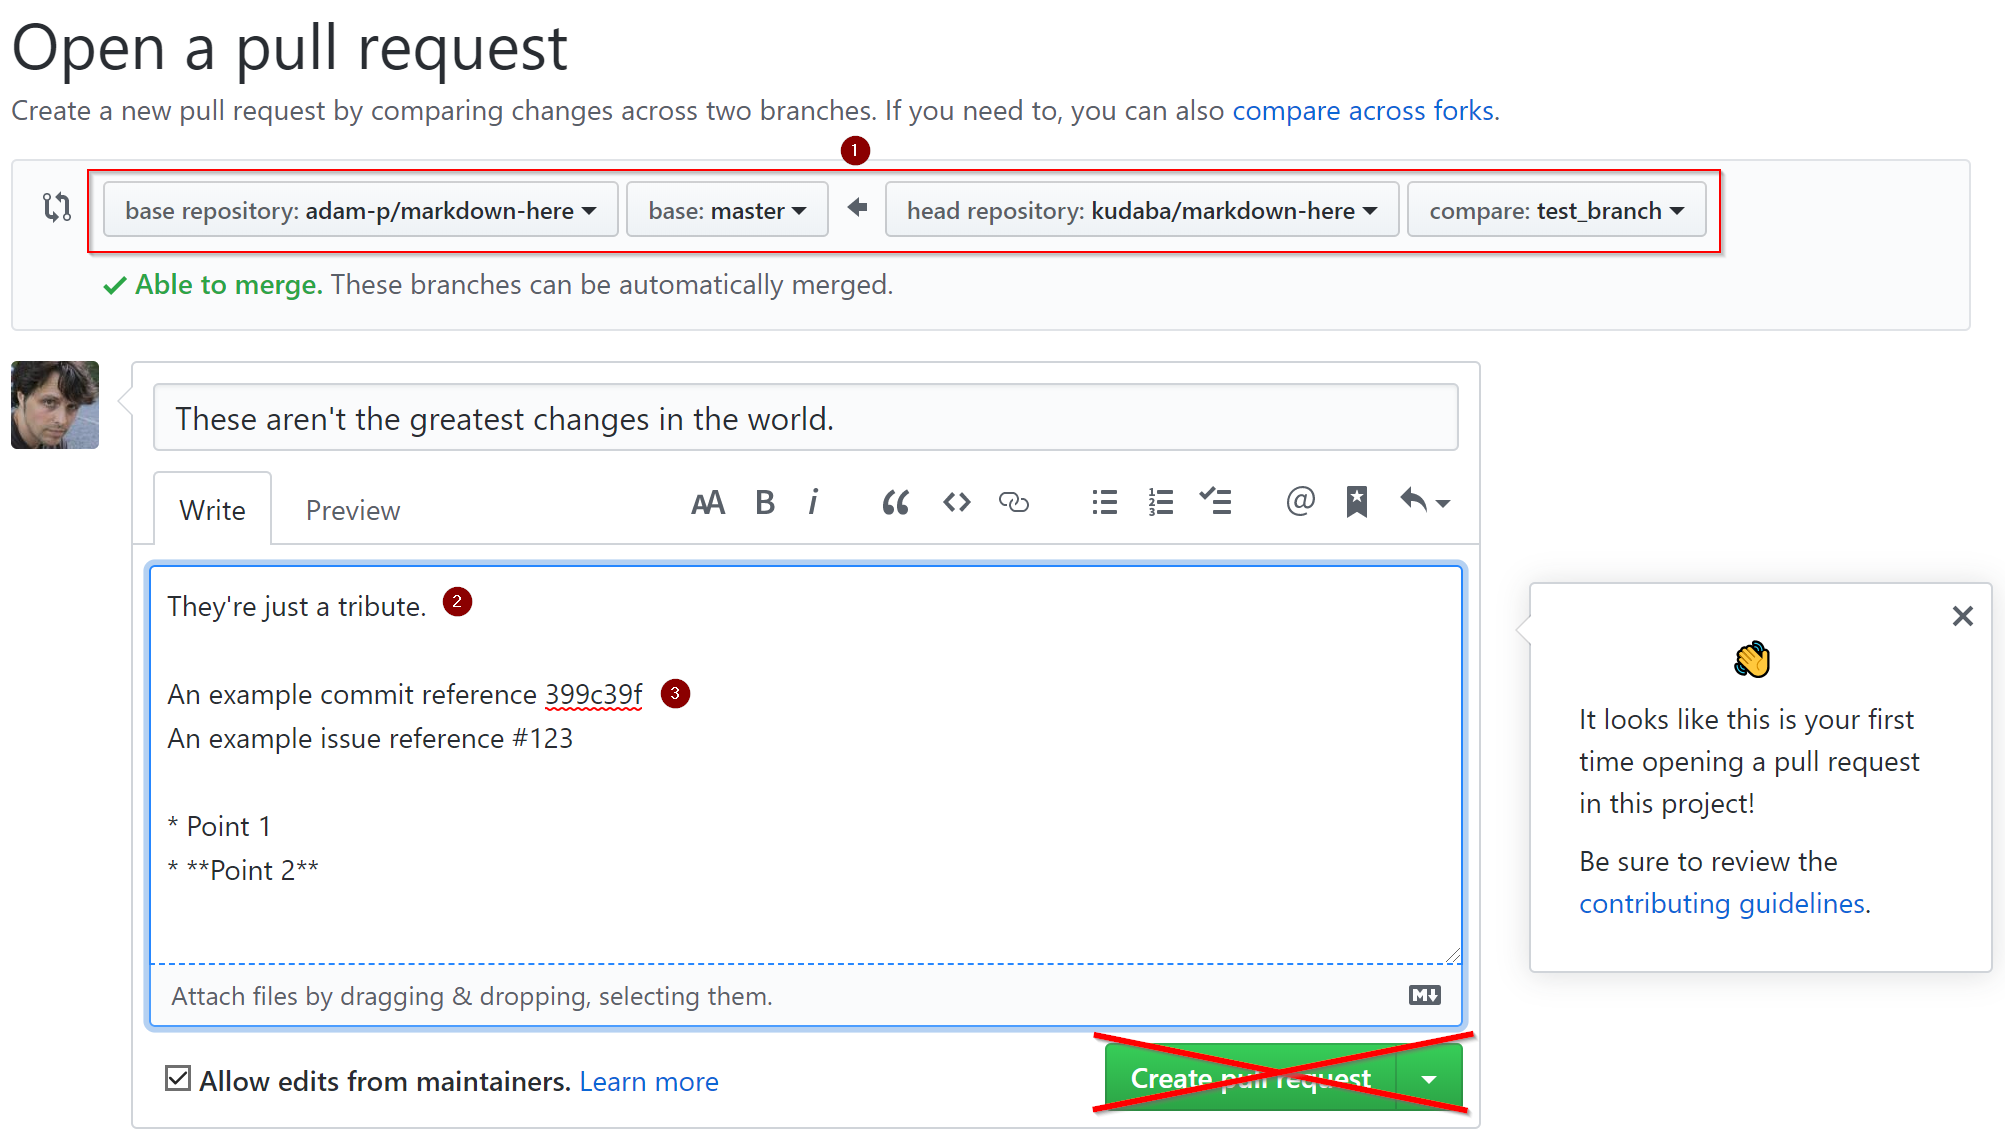 Open a pull request
Create a new pull request by comparing changes across two branches. If you need to, you can also compare across forks.
1
base repository: adam-p/markdown-here base: master head repository: kudaba/markdown-here compare: test_branch
Able to merge. These branches can be automatically merged.
These aren't the greatest changes in the world.
Write Preview AA B i “ <> 1 2 3 @
They're just a tribute. 2
An example commit reference 399c39f 3
An example issue reference #123
* Point 1
* **Point 2**
Attach files by dragging & dropping, selecting them. M↓
Allow edits from maintainers. Learn more Create pull request
It looks like this is your first
time opening a pull request
in this project!
Be sure to review the
contributing guidelines.